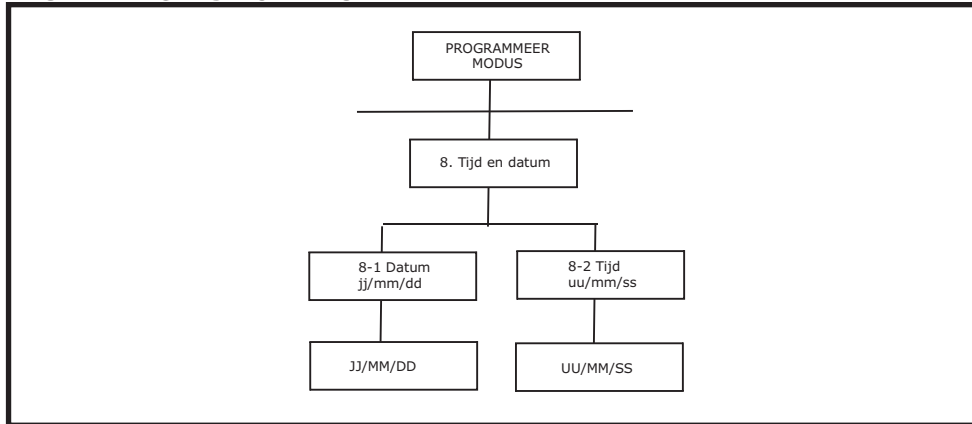 PROGRAMMEER
MODUS
8. Tijd en datum
8-1 Datum
jj/mm/dd
8-2 Tijd
uu/mm/ss
JJ/MM/DD
UU/MM/SS